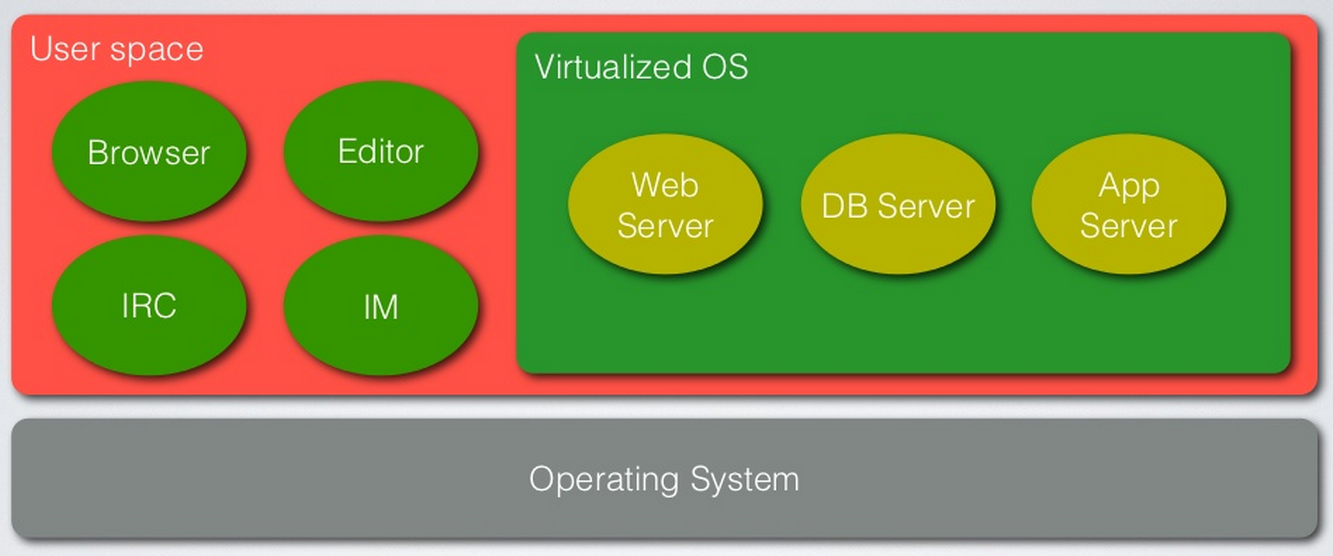 User space
Virtualized OS
Browser
Editor
Web
Server
DB Server
App
Server
IRC
IM
Operating System